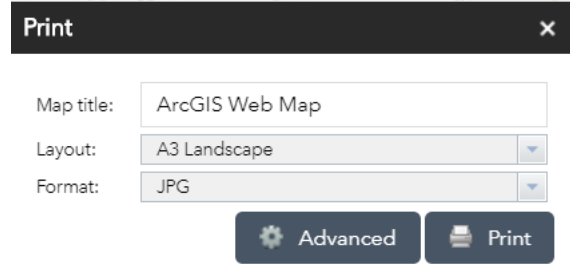 Print
Map title: ArcGIS Web Map
Layout: A3 Landscape
Format: JPG
Advanced Print